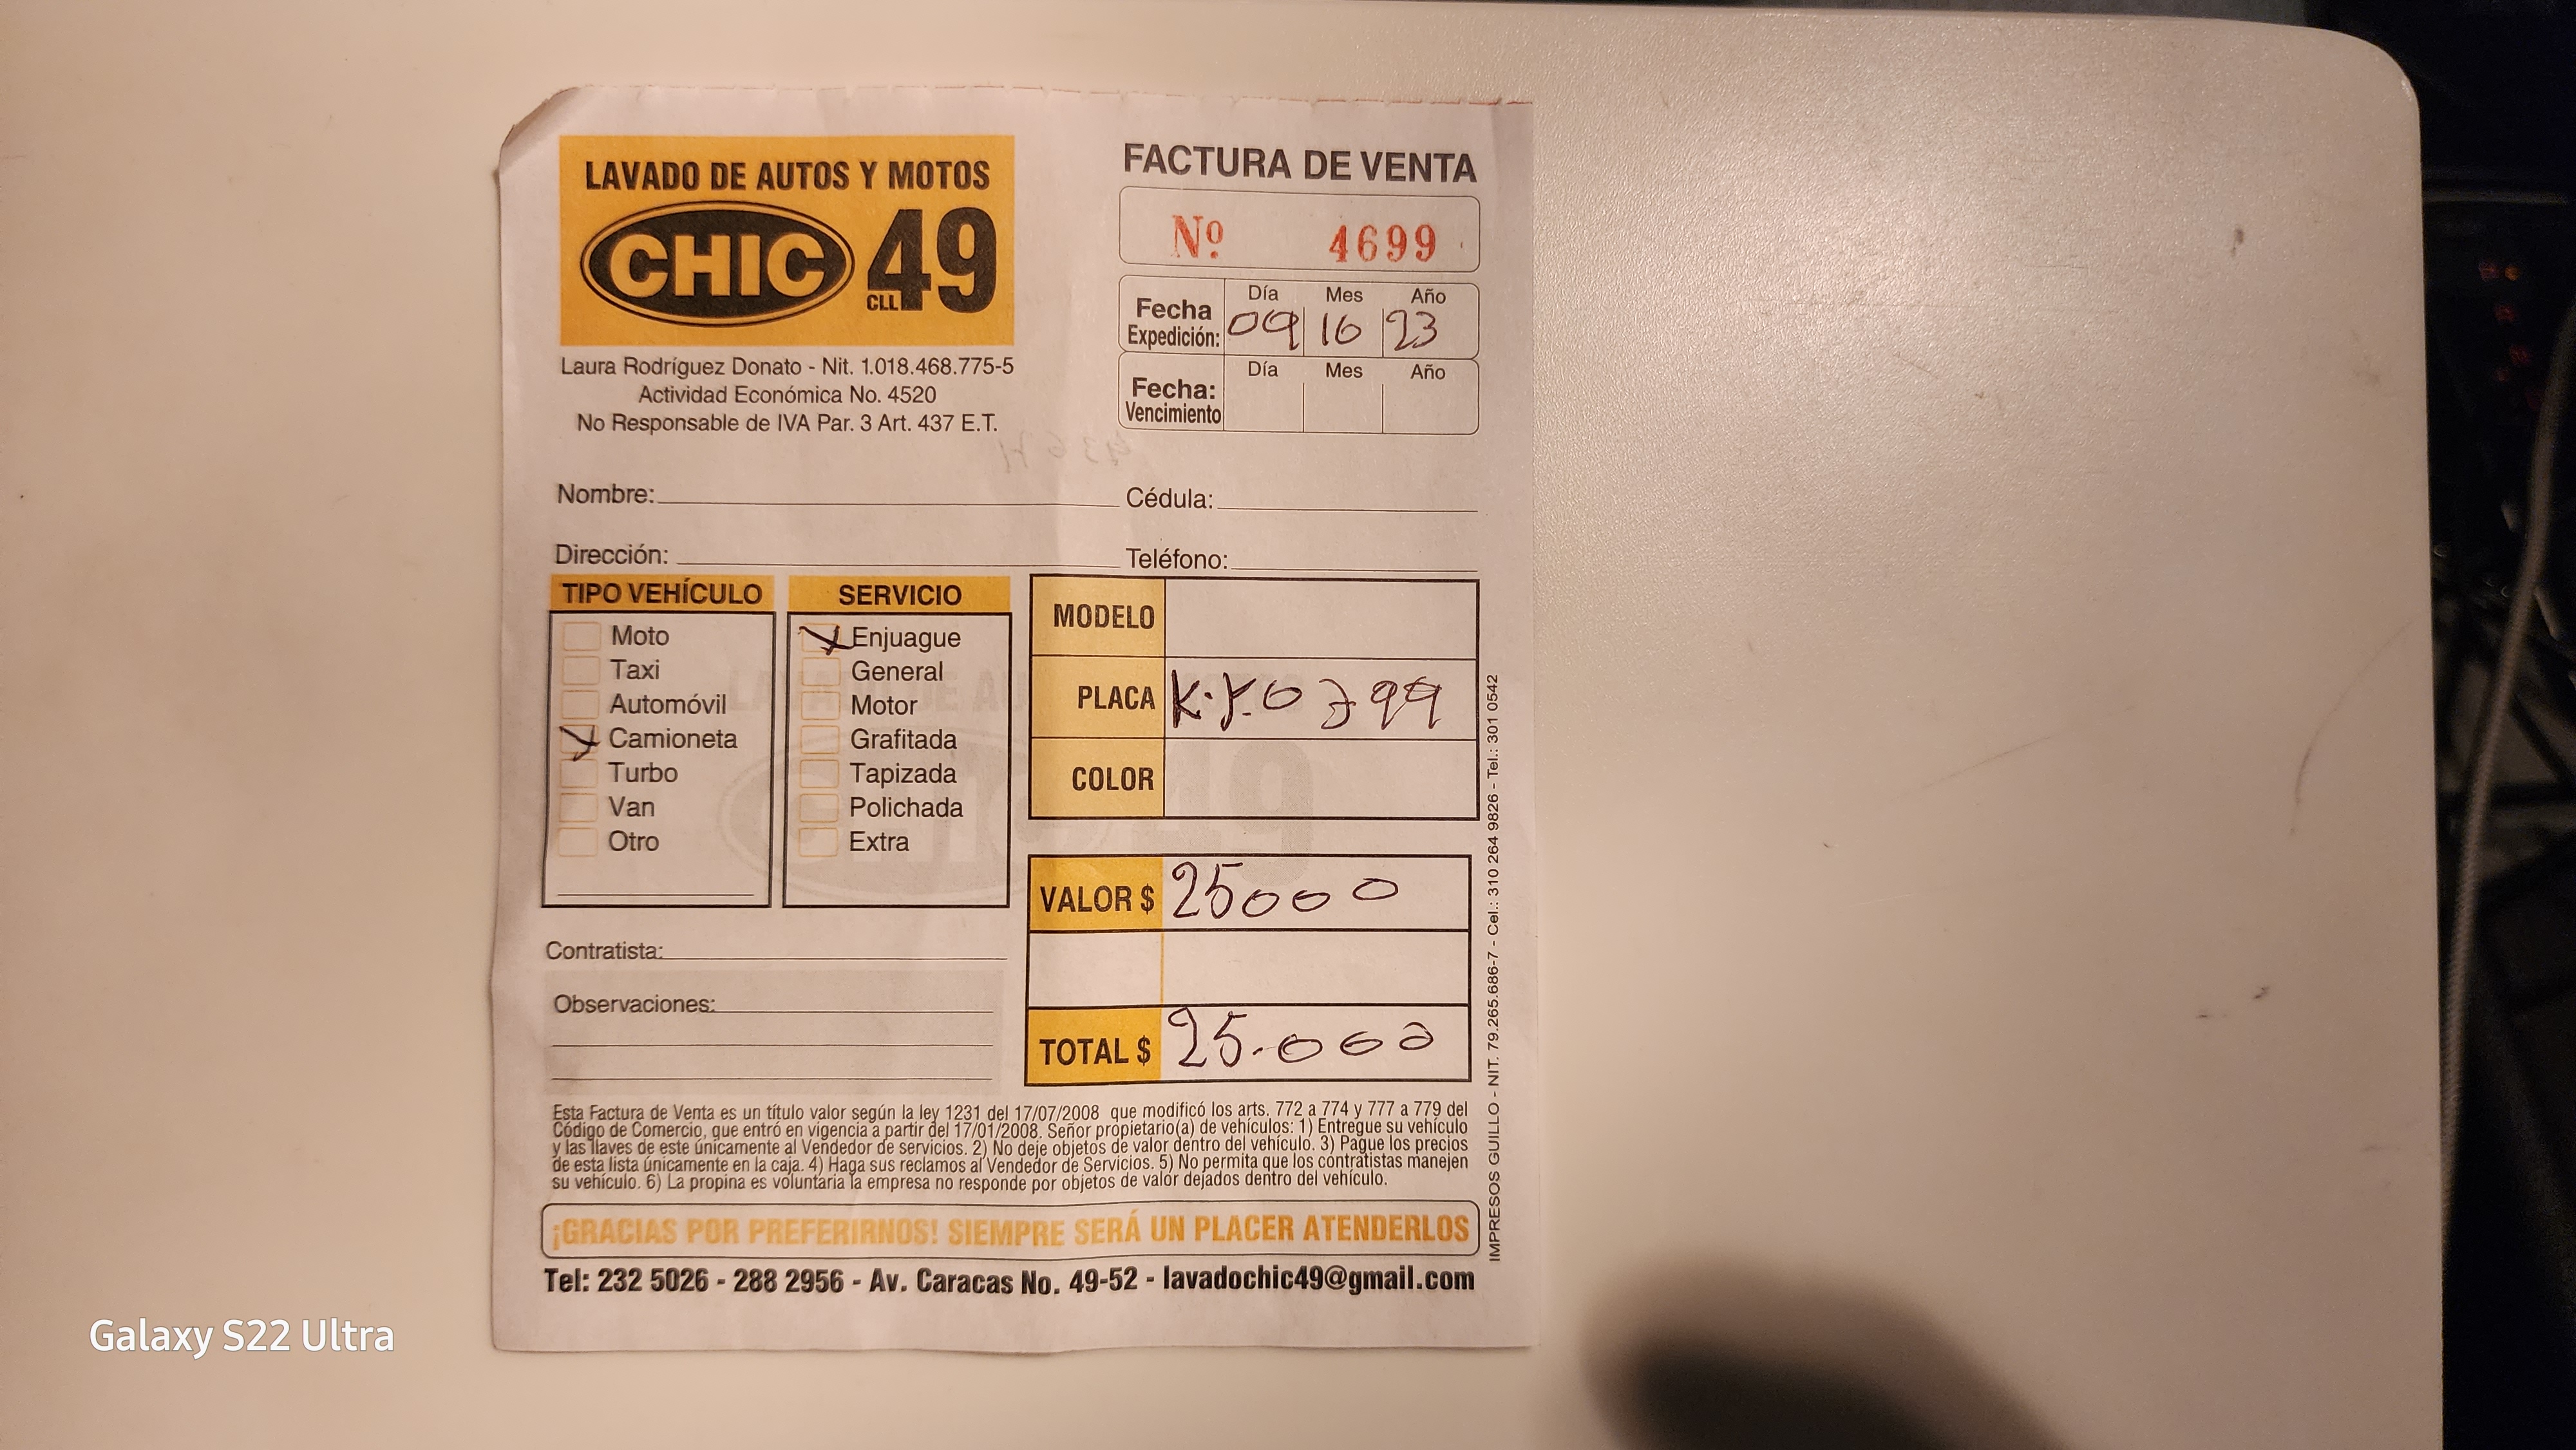 LAVADO DE AUTOS Y MOTOS
CHIC CLL 49
Laura Rodríguez Donato - Nit. 1.018.468.775-5
Actividad Económica No. 4520
No Responsable de IVA Par. 3 Art. 437 E.T.
FACTURA DE VENTA
Nº 4699
Día Mes Año
Fecha Expedición: 09 10 23
Día Mes Año
Fecha: Vencimiento
Nombre: Cédula:
Dirección: Teléfono:
TIPO VEHÍCULO
Moto
Taxi
Automóvil
Camioneta
Turbo
Van
Otro
SERVICIO
Enjuague
General
Motor
Grafitada
Tapizada
Polichada
Extra
MODELO
PLACA
COLOR
VALOR $ 25000
TOTAL $ 25.000
Contratista:
Observaciones:
Esta Factura de Venta es un título valor según la ley 1231 del 17/07/2008 que modificó los arts. 772 a 774 y 777 a 779 del
Código de Comercio, que entró en vigencia a partir del 17/01/2008. Señor propietario(a) de vehículos: 1) Entregue su vehículo
y las llaves de este únicamente al Vendedor de servicios. 2) No deje objetos de valor dentro del vehículo. 3) Pague los precios
de esta lista únicamente en la caja. 4) Haga sus reclamos al Vendedor de Servicios. 5) No permita que los contratistas manejen
su vehículo. 6) La propina es voluntaria la empresa no responde por objetos de valor dejados dentro del vehículo.
¡GRACIAS POR PREFERIRNOS! SIEMPRE SERÁ UN PLACER ATENDERLOS
Tel: 232 5026 - 288 2956 - Av. Caracas No. 49-52 - lavadochic49@gmail.com
IMPRESOS GUILLO - NIT. 79.265.686-7 - Cel.: 310 264 9826 - Tel.: 301 0542
Galaxy S22 Ultra